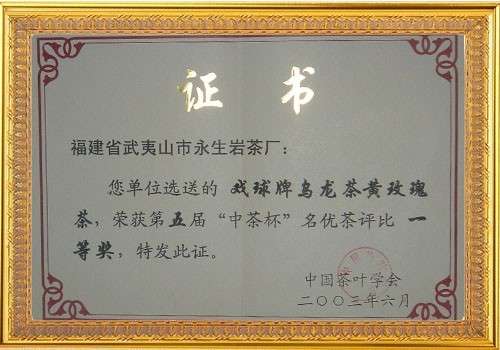 证书
福建省武夷山市永生岩茶厂：
您单位选送的 戏球牌乌龙茶黄玫瑰
茶，荣获第五届“中茶杯”名优茶评比 一
等奖，特发此证。
中国茶叶学会
二〇〇三年六月